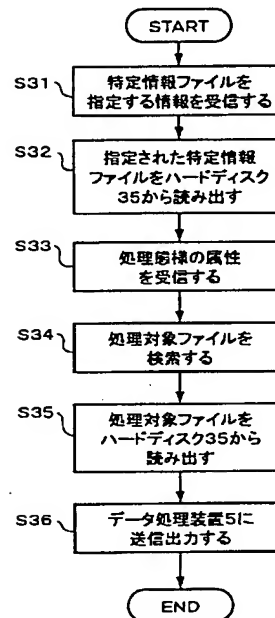 START
S31
特定情報ファイルを
指定する情報を受信する
S32
指定された特定情報
ファイルをハードディスク
35から読み出す
S33
処理態様の属性
を受信する
S34
処理対象ファイルを
検索する
S35
処理対象ファイルを
ハードディスク35から
読み出す
S36
データ処理装置5に
送信出力する
END